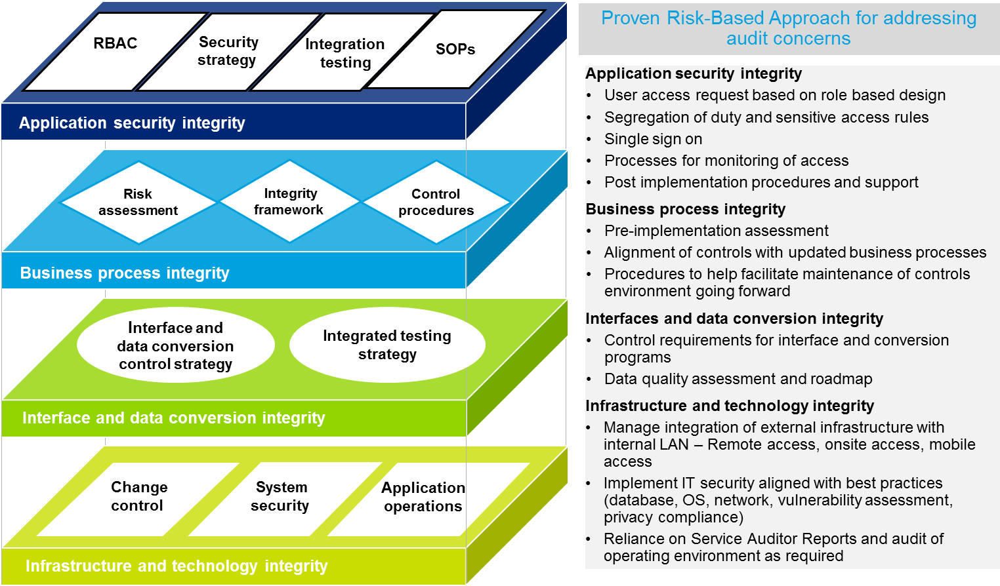 RBAC
Security
strategy
Integration
testing
SOPs
Application security integrity
Risk
assessment
Integrity
framework
Control
procedures
Business process integrity
Interface and
data conversion
control strategy
Integrated testing
strategy
Interface and data conversion integrity
Change
control
System
security
Application
operations
Infrastructure and technology integrity
Proven Risk-Based Approach for addressing
audit concerns
Application security integrity
• User access request based on role based design
• Segregation of duty and sensitive access rules
• Single sign on
• Processes for monitoring of access
• Post implementation procedures and support
Business process integrity
• Pre-implementation assessment
• Alignment of controls with updated business processes
• Procedures to help facilitate maintenance of controls
environment going forward
Interfaces and data conversion integrity
• Control requirements for interface and conversion
programs
• Data quality assessment and roadmap
Infrastructure and technology integrity
• Manage integration of external infrastructure with
internal LAN – Remote access, onsite access, mobile
access
• Implement IT security aligned with best practices
(database, OS, network, vulnerability assessment,
privacy compliance)
• Reliance on Service Auditor Reports and audit of
operating environment as required